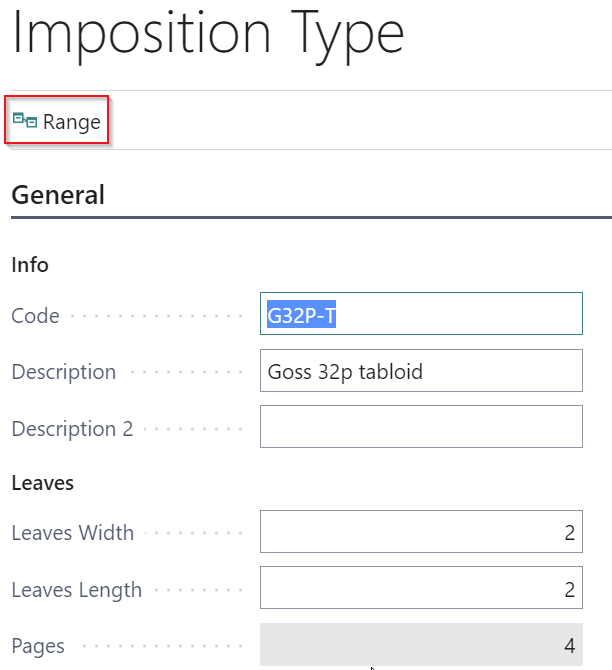 Imposition Type
Range
General
Info
Code G32P-T
Description Goss 32p tabloid
Description 2
Leaves
Leaves Width 2
Leaves Length 2
Pages 4